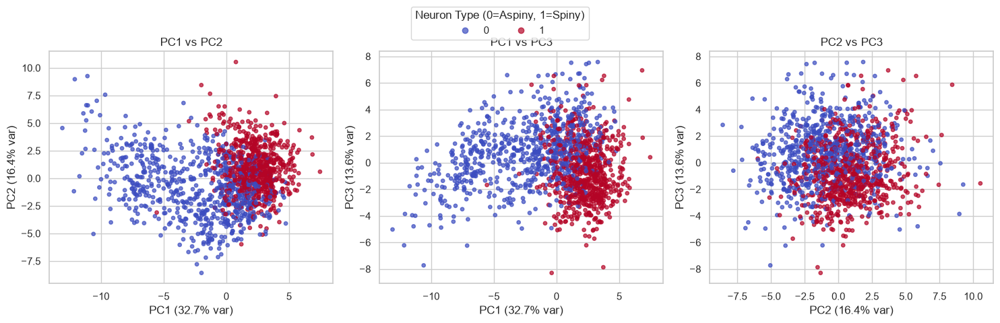 Neuron Type (0=Aspiny, 1=Spiny)
0 1
PC1 vs PC2
10.0
7.5
5.0
2.5
0.0
−2.5
−5.0
−7.5
PC2 (16.4% var)
−10 −5 0 5
PC1 (32.7% var)
PC1 vs PC3
8
6
4
2
0
−2
−4
−6
−8
PC3 (13.6% var)
−10 −5 0 5
PC1 (32.7% var)
PC2 vs PC3
8
6
4
2
0
−2
−4
−6
−8
PC3 (13.6% var)
−7.5 −5.0 −2.5 0.0 2.5 5.0 7.5 10.0
PC2 (16.4% var)